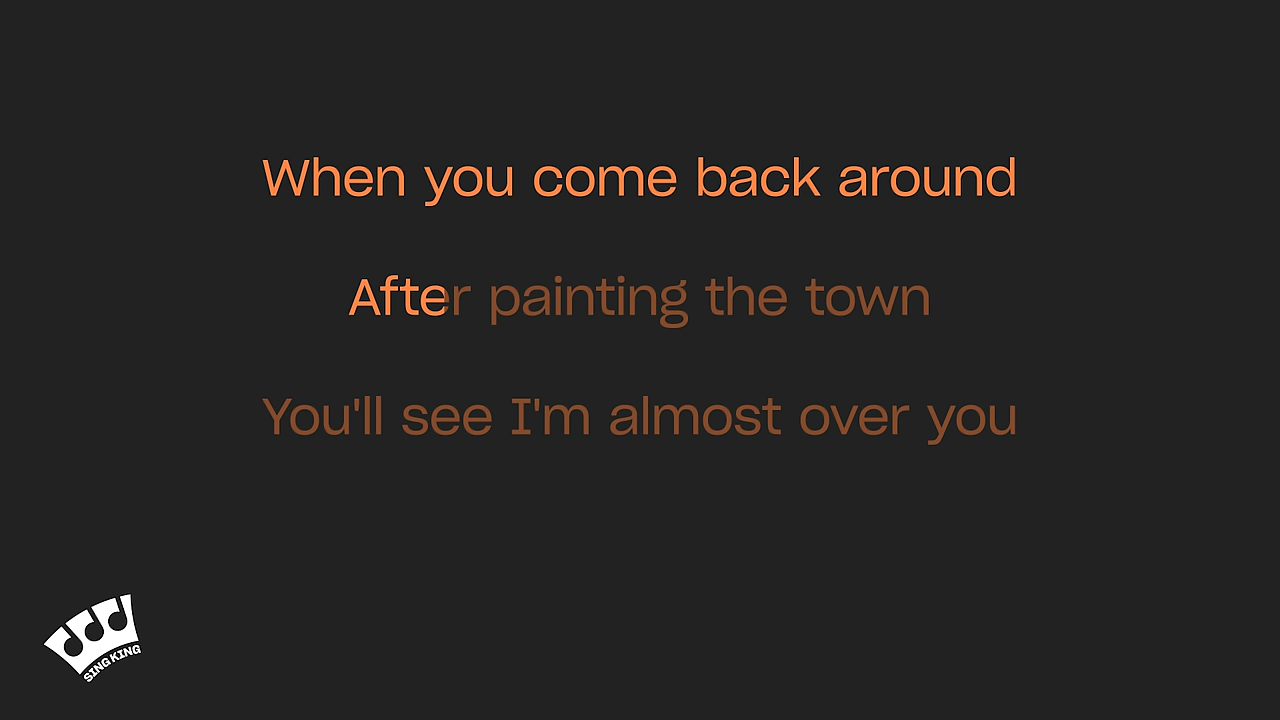 When you come back around
After painting the town
You'll see I'm almost over you
SING KING